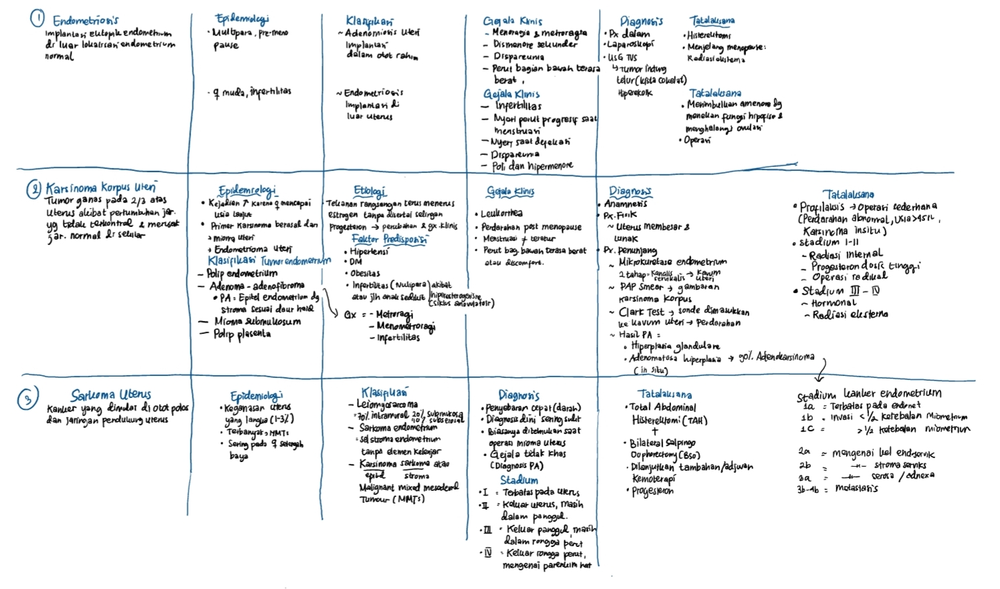 1 Endometriosis
Implantasi ektopik endometrium
di luar lokalisasi endometrium
normal
Epidemiologi
• Multipara, Pre-meno
pause
• ♀ muda, infertilitas
Klasifikasi
~ Adenomiosis Uteri
Implantasi
dalam otot rahim
~ Endometriosis
Implantasi di
luar uterus
Gejala Klinis
- Menoragia & metroragia
- Dismenore sekunder
- Dispareunia
- Perut bagian bawah terasa
berat,
Gejala Klinis
- Infertilitas
- Nyeri perut progresif saat
menstruasi
- Nyeri saat defekasi
- Dispareunia
- Poli dan hipermenore
Diagnosis
• Px dalam
• Laparoskopi
• USG TVS
↳ Tumor indung
telur (kista cokelat)
Hiperekoik
Tatalaksana
• Histerektomi
• Menjelang menopause:
Radiasi eksterna
Tatalaksana
• Menimbulkan amenore dg
menekan fungsi hipofise &
menghalangi ovulasi
• Operasi
2 Karsinoma Korpus Uteri
Tumor ganas pada 2/3 atas
Uterus akibat pertumbuhan jar.
yg tidak terkontrol & merusak
jar. normal di sekitar
Epidemiologi
• Kejadian ↑ karena ♀ mencapai
usia lanjut
• Primer Karsinoma berasal dari
> mioma uteri
> Endometrioma uteri
Klasifikasi Tumor endometrium
- Polip endometrium
- Adenoma - adenofibroma
• PA = Epitel endometrium dg
stroma sesuai daur haid
- Mioma submukosum
- Polip plasenta
Etiologi
Tekanan rangsangan terus menerus
estrogen tanpa disertai selingan
Progesteron → perubahan & gx. klinis
Faktor Predisposisi
• Hipertensi
• DM
• Obesitas
• Infertilitas (Nulipara) akibat
atau jlh anak sedikit hiperesterogenisme
(siklus anovulatoir)
Gx = - Metroragi
- Menometroragi
- Infertilitas
Gejala Klinis
• Leukorrhea
• Perdarahan post menopause
• Menstruasi ≠ teratur
• Perut bag. bawah terasa berat
atau discomfort.
Diagnosis
• Anamnesis
• Px. Fisik
~ Uterus membesar &
lunak
• Px. penunjang
~ Mikrokuretase endometrium
2 tahap = Kanalis servikalis → Kavum uteri
~ PAP Smear → gambaran
Karsinoma Korpus
~ Clark Test → sonde dimasukkan
ke kavum uteri → Perdarahan
~ Hasil PA =
• Hiperplasia glandulare
• Adenomatosa hiperplasia → 90% Adenokarsinoma
(in situ)
Tatalaksana
• Profilaksis → Operasi sederhana
(Perdarahan abnormal, Usia >45th,
Karsinoma insitu)
• Stadium I-II
- Radiasi Internal
- Progesteron dosis tinggi
- Operasi radikal
• Stadium III - IV
- Hormonal
- Radiasi eksterna
3 Sarkoma Uterus
Kanker yang dimulai di otot polos
dan jaringan pendukung uterus
Epidemiologi
• Keganasan uterus
yang langka (1-3%)
• Terbanyak > MMTs
• Sering pada ♀ setengah
baya
Klasifikasi
- Leiomyosarcoma
= 70% intramural 20% submukosa
10% subserosal
- Sarkoma endometrium
= sel stroma endometrium
tanpa elemen kelenjar
- Karsinoma sarkoma atau
epitel stroma
Malignant mixed mesodermal
Tumour (MMTs)
Diagnosis
• Penyebaran cepat (darah)
• Diagnosis dini sering sulit
• Biasanya ditemukan saat
operasi mioma uterus
• Gejala tidak khas
(Diagnosis PA)
Stadium
• I = Terbatas pada uterus
• II = Keluar uterus, masih
dalam panggul.
• III = Keluar panggul, masih
dalam rongga perut
• IV = Keluar rongga perut,
mengenai parenkim hat
Tatalaksana
• Total Abdominal
Histerektomi (TAH)
+
• Bilateral Salpingo
Oophorectomy (BSO)
• Dilanjutkan tambahan/adjuvan
Kemoterapi
• Progesteron
Stadium kanker endometrium
1a = Terbatas pada endomet
1b = invasi < 1/2 ketebalan Miometrium
1C = > 1/2 ketebalan miometrium
2a = mengenai kel endoservik
2b = -"- stroma serviks
3a = -"- serosa / adnexa
3b-4b = metastasis